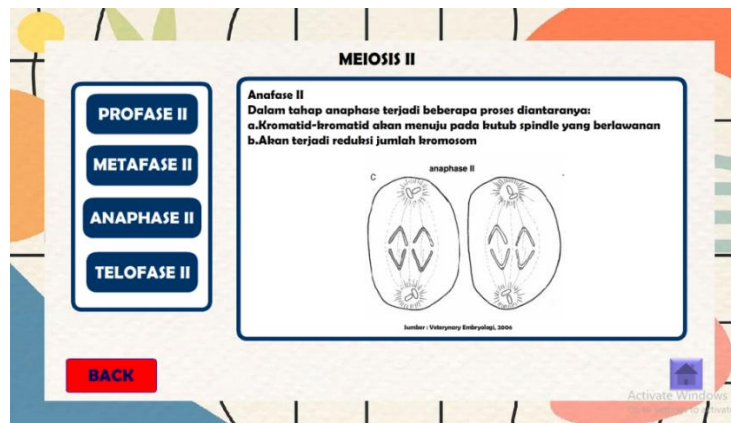 MEIOSIS II
PROFASE II
METAFASE II
ANAPHASE II
TELOFASE II
Anafase II
Dalam tahap anaphase terjadi beberapa proses diantaranya:
a.Kromatid-kromatid akan menuju pada kutub spindle yang berlawanan
b.Akan terjadi reduksi jumlah kromosom
anaphase II
C
Sumber : Veterynary Embryologi, 2006
BACK
Activate Windows